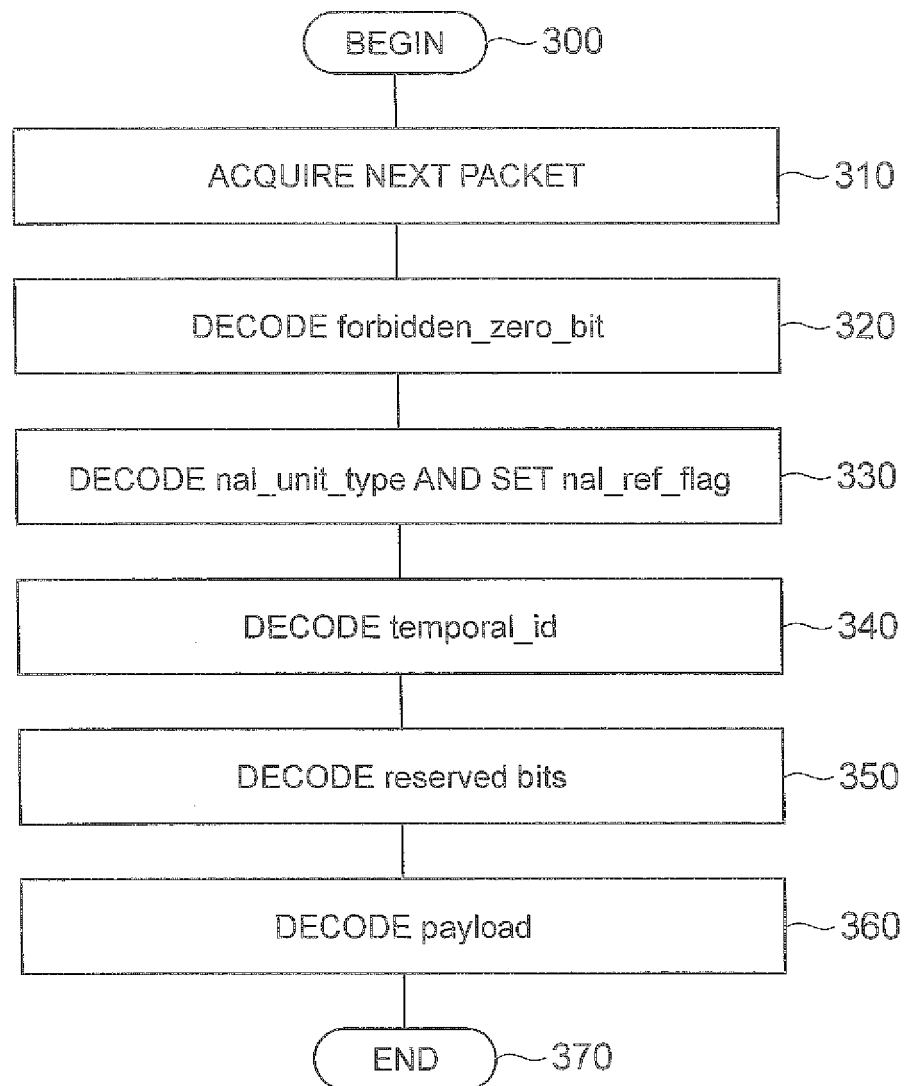 BEGIN 300
ACQUIRE NEXT PACKET 310
DECODE forbidden_zero_bit 320
DECODE nal_unit_type AND SET nal_ref_flag 330
DECODE temporal_id 340
DECODE reserved bits 350
DECODE payload 360
END 370